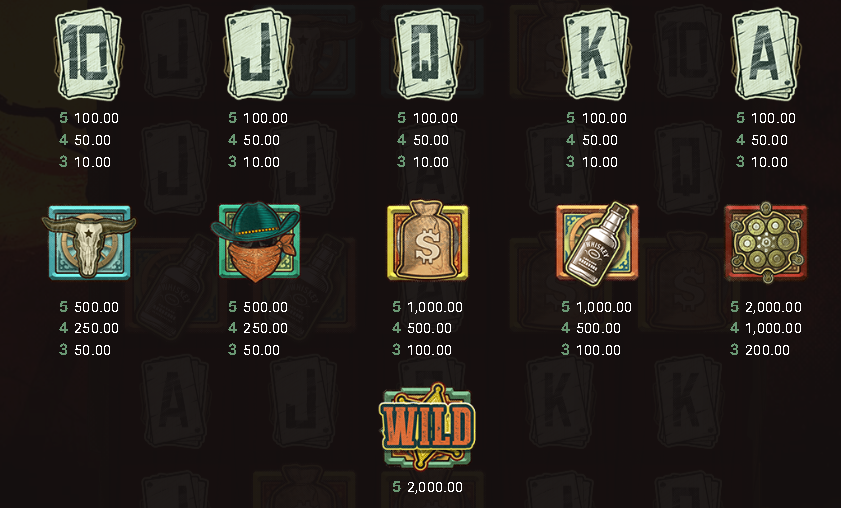 10 J Q K A
5 100.00 5 100.00 5 100.00 5 100.00 5 100.00
4 50.00 4 50.00 4 50.00 4 50.00 4 50.00
3 10.00 3 10.00 3 10.00 3 10.00 3 10.00
$ WHISKEY
5 500.00 5 500.00 5 1,000.00 5 1,000.00 5 2,000.00
4 250.00 4 250.00 4 500.00 4 500.00 4 1,000.00
3 50.00 3 50.00 3 100.00 3 100.00 3 200.00
WILD
5 2,000.00